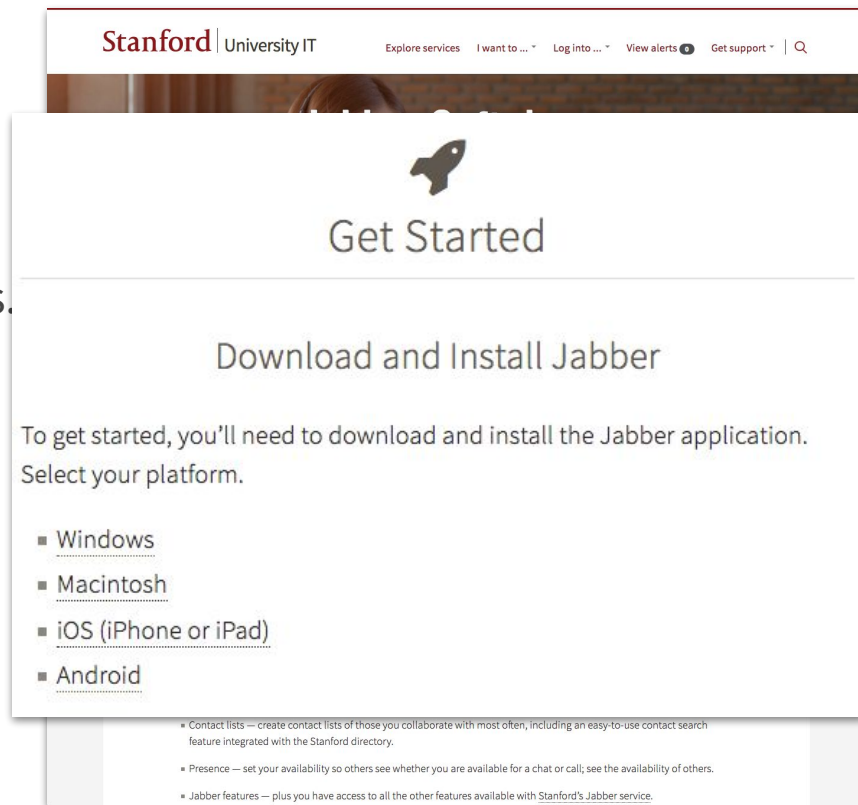 Stanford University IT
Explore services I want to ... Log into ... View alerts 0 Get support
Get Started
s.
Download and Install Jabber
To get started, you'll need to download and install the Jabber application.
Select your platform.
Windows
Macintosh
iOS (iPhone or iPad)
Android
Contact lists — create contact lists of those you collaborate with most often, including an easy-to-use contact search
feature integrated with the Stanford directory.
Presence — set your availability so others see whether you are available for a chat or call; see the availability of others.
Jabber features — plus you have access to all the other features available with Stanford's Jabber service.